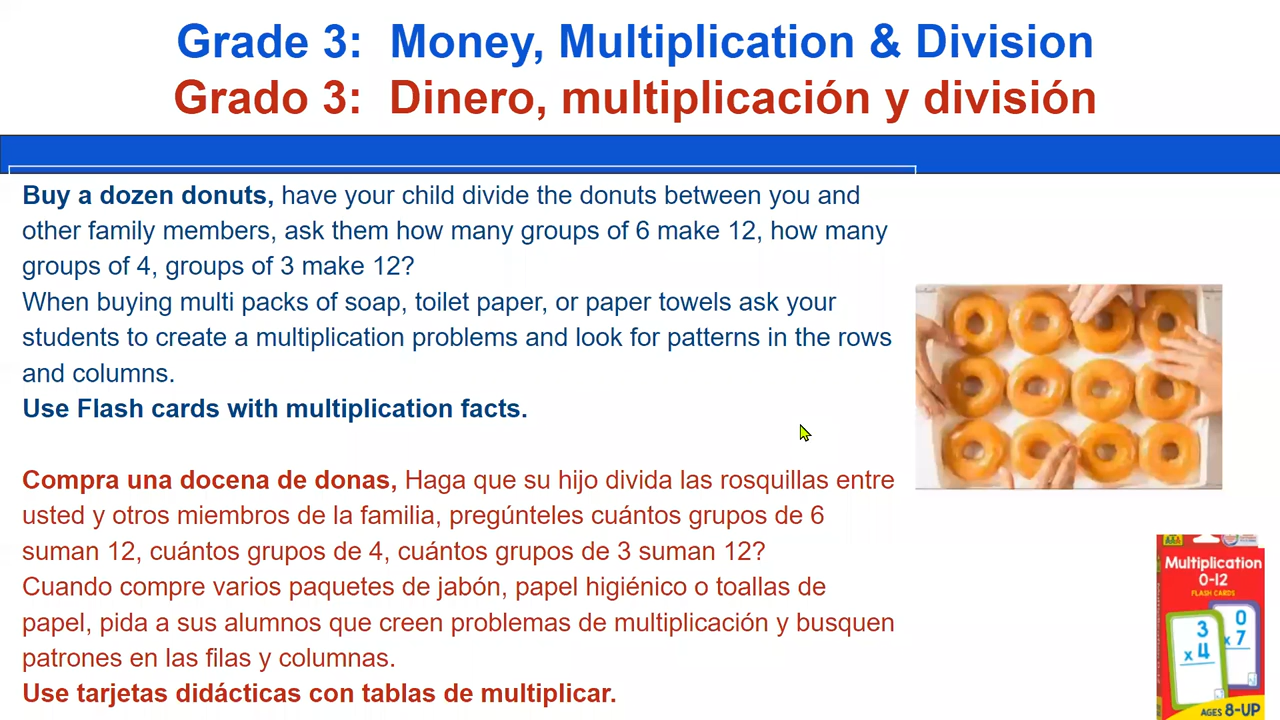 Grade 3: Money, Multiplication & Division
Grado 3: Dinero, multiplicación y división
Buy a dozen donuts, have your child divide the donuts between you and
other family members, ask them how many groups of 6 make 12, how many
groups of 4, groups of 3 make 12?
When buying multi packs of soap, toilet paper, or paper towels ask your
students to create a multiplication problems and look for patterns in the rows
and columns.
Use Flash cards with multiplication facts.
Compra una docena de donas, Haga que su hijo divida las rosquillas entre
usted y otros miembros de la familia, pregúnteles cuántos grupos de 6
suman 12, cuántos grupos de 4, cuántos grupos de 3 suman 12?
Cuando compre varios paquetes de jabón, papel higiénico o toallas de
papel, pida a sus alumnos que creen problemas de multiplicación y busquen
patrones en las filas y columnas.
Use tarjetas didácticas con tablas de multiplicar.
Multiplication
0-12
FLASH CARDS
0
x 7
3
x 4
AGES 8-UP